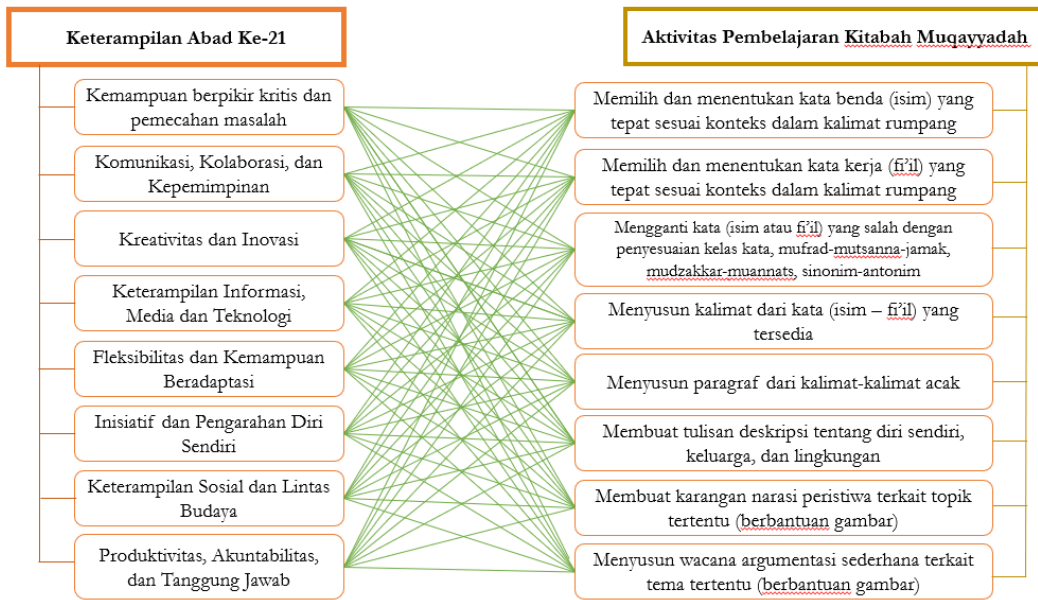 Keterampilan Abad Ke-21
Kemampuan berpikir kritis dan
pemecahan masalah
Komunikasi, Kolaborasi, dan
Kepemimpinan
Kreativitas dan Inovasi
Keterampilan Informasi,
Media dan Teknologi
Fleksibilitas dan Kemampuan
Beradaptasi
Inisiatif dan Pengarahan Diri
Sendiri
Keterampilan Sosial dan Lintas
Budaya
Produktivitas, Akuntabilitas,
dan Tanggung Jawab
Aktivitas Pembelajaran Kitabah Muqayyadah
Memilih dan menentukan kata benda (isim) yang
tepat sesuai konteks dalam kalimat rumpang
Memilih dan menentukan kata kerja (fi’il) yang
tepat sesuai konteks dalam kalimat rumpang
Mengganti kata (isim atau fi’il) yang salah dengan
penyesuaian kelas kata, mufrad-mutsanna-jamak,
mudzakkar-muannats, sinonim-antonim
Menyusun kalimat dari kata (isim – fi’il) yang
tersedia
Menyusun paragraf dari kalimat-kalimat acak
Membuat tulisan deskripsi tentang diri sendiri,
keluarga, dan lingkungan
Membuat karangan narasi peristiwa terkait topik
tertentu (berbantuan gambar)
Menyusun wacana argumentasi sederhana terkait
tema tertentu (berbantuan gambar)